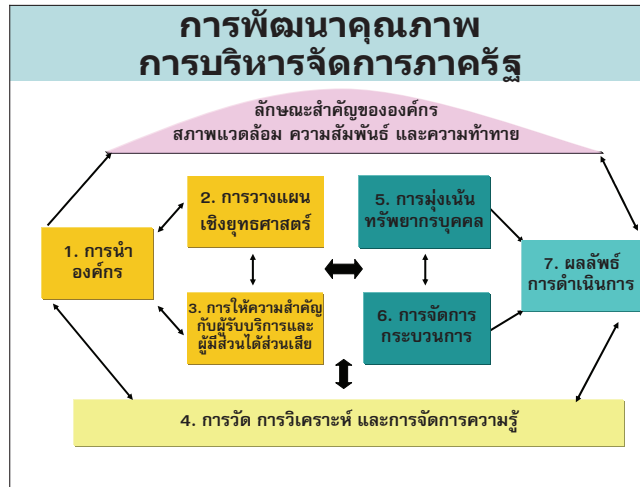 การพัฒนาคุณภาพ
การบริหารจัดการภาครัฐ
ลักษณะสำคัญขององค์กร
สภาพแวดล้อม ความสัมพันธ์ และความท้าทาย
2. การวางแผน
เชิงยุทธศาสตร์
5. การมุ่งเน้น
ทรัพยากรบุคคล
1. การนำ
องค์กร
7. ผลลัพธ์
การดำเนินการ
3. การให้ความสำคัญ
กับผู้รับบริการและ
ผู้มีส่วนได้ส่วนเสีย
6. การจัดการ
กระบวนการ
4. การวัด การวิเคราะห์ และการจัดการความรู้